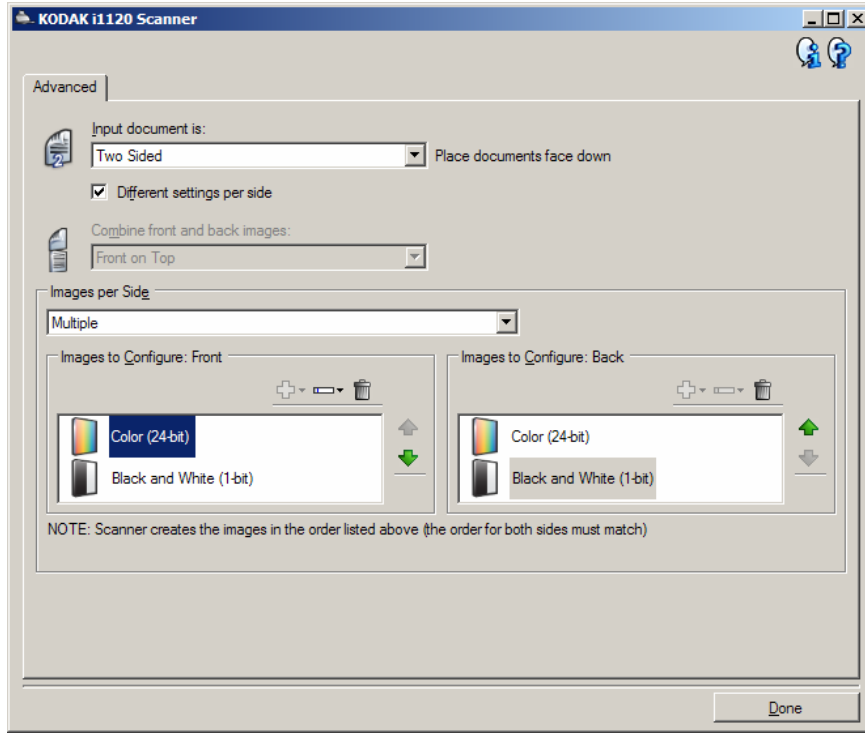 KODAK i1120 Scanner
Advanced
Input document is:
Two Sided
Place documents face down
Different settings per side
Combine front and back images:
Front on Top
Images per Side
Multiple
Images to Configure: Front
Images to Configure: Back
Color (24-bit)
Black and White (1-bit)
Color (24-bit)
Black and White (1-bit)
NOTE: Scanner creates the images in the order listed above (the order for both sides must match)
Done